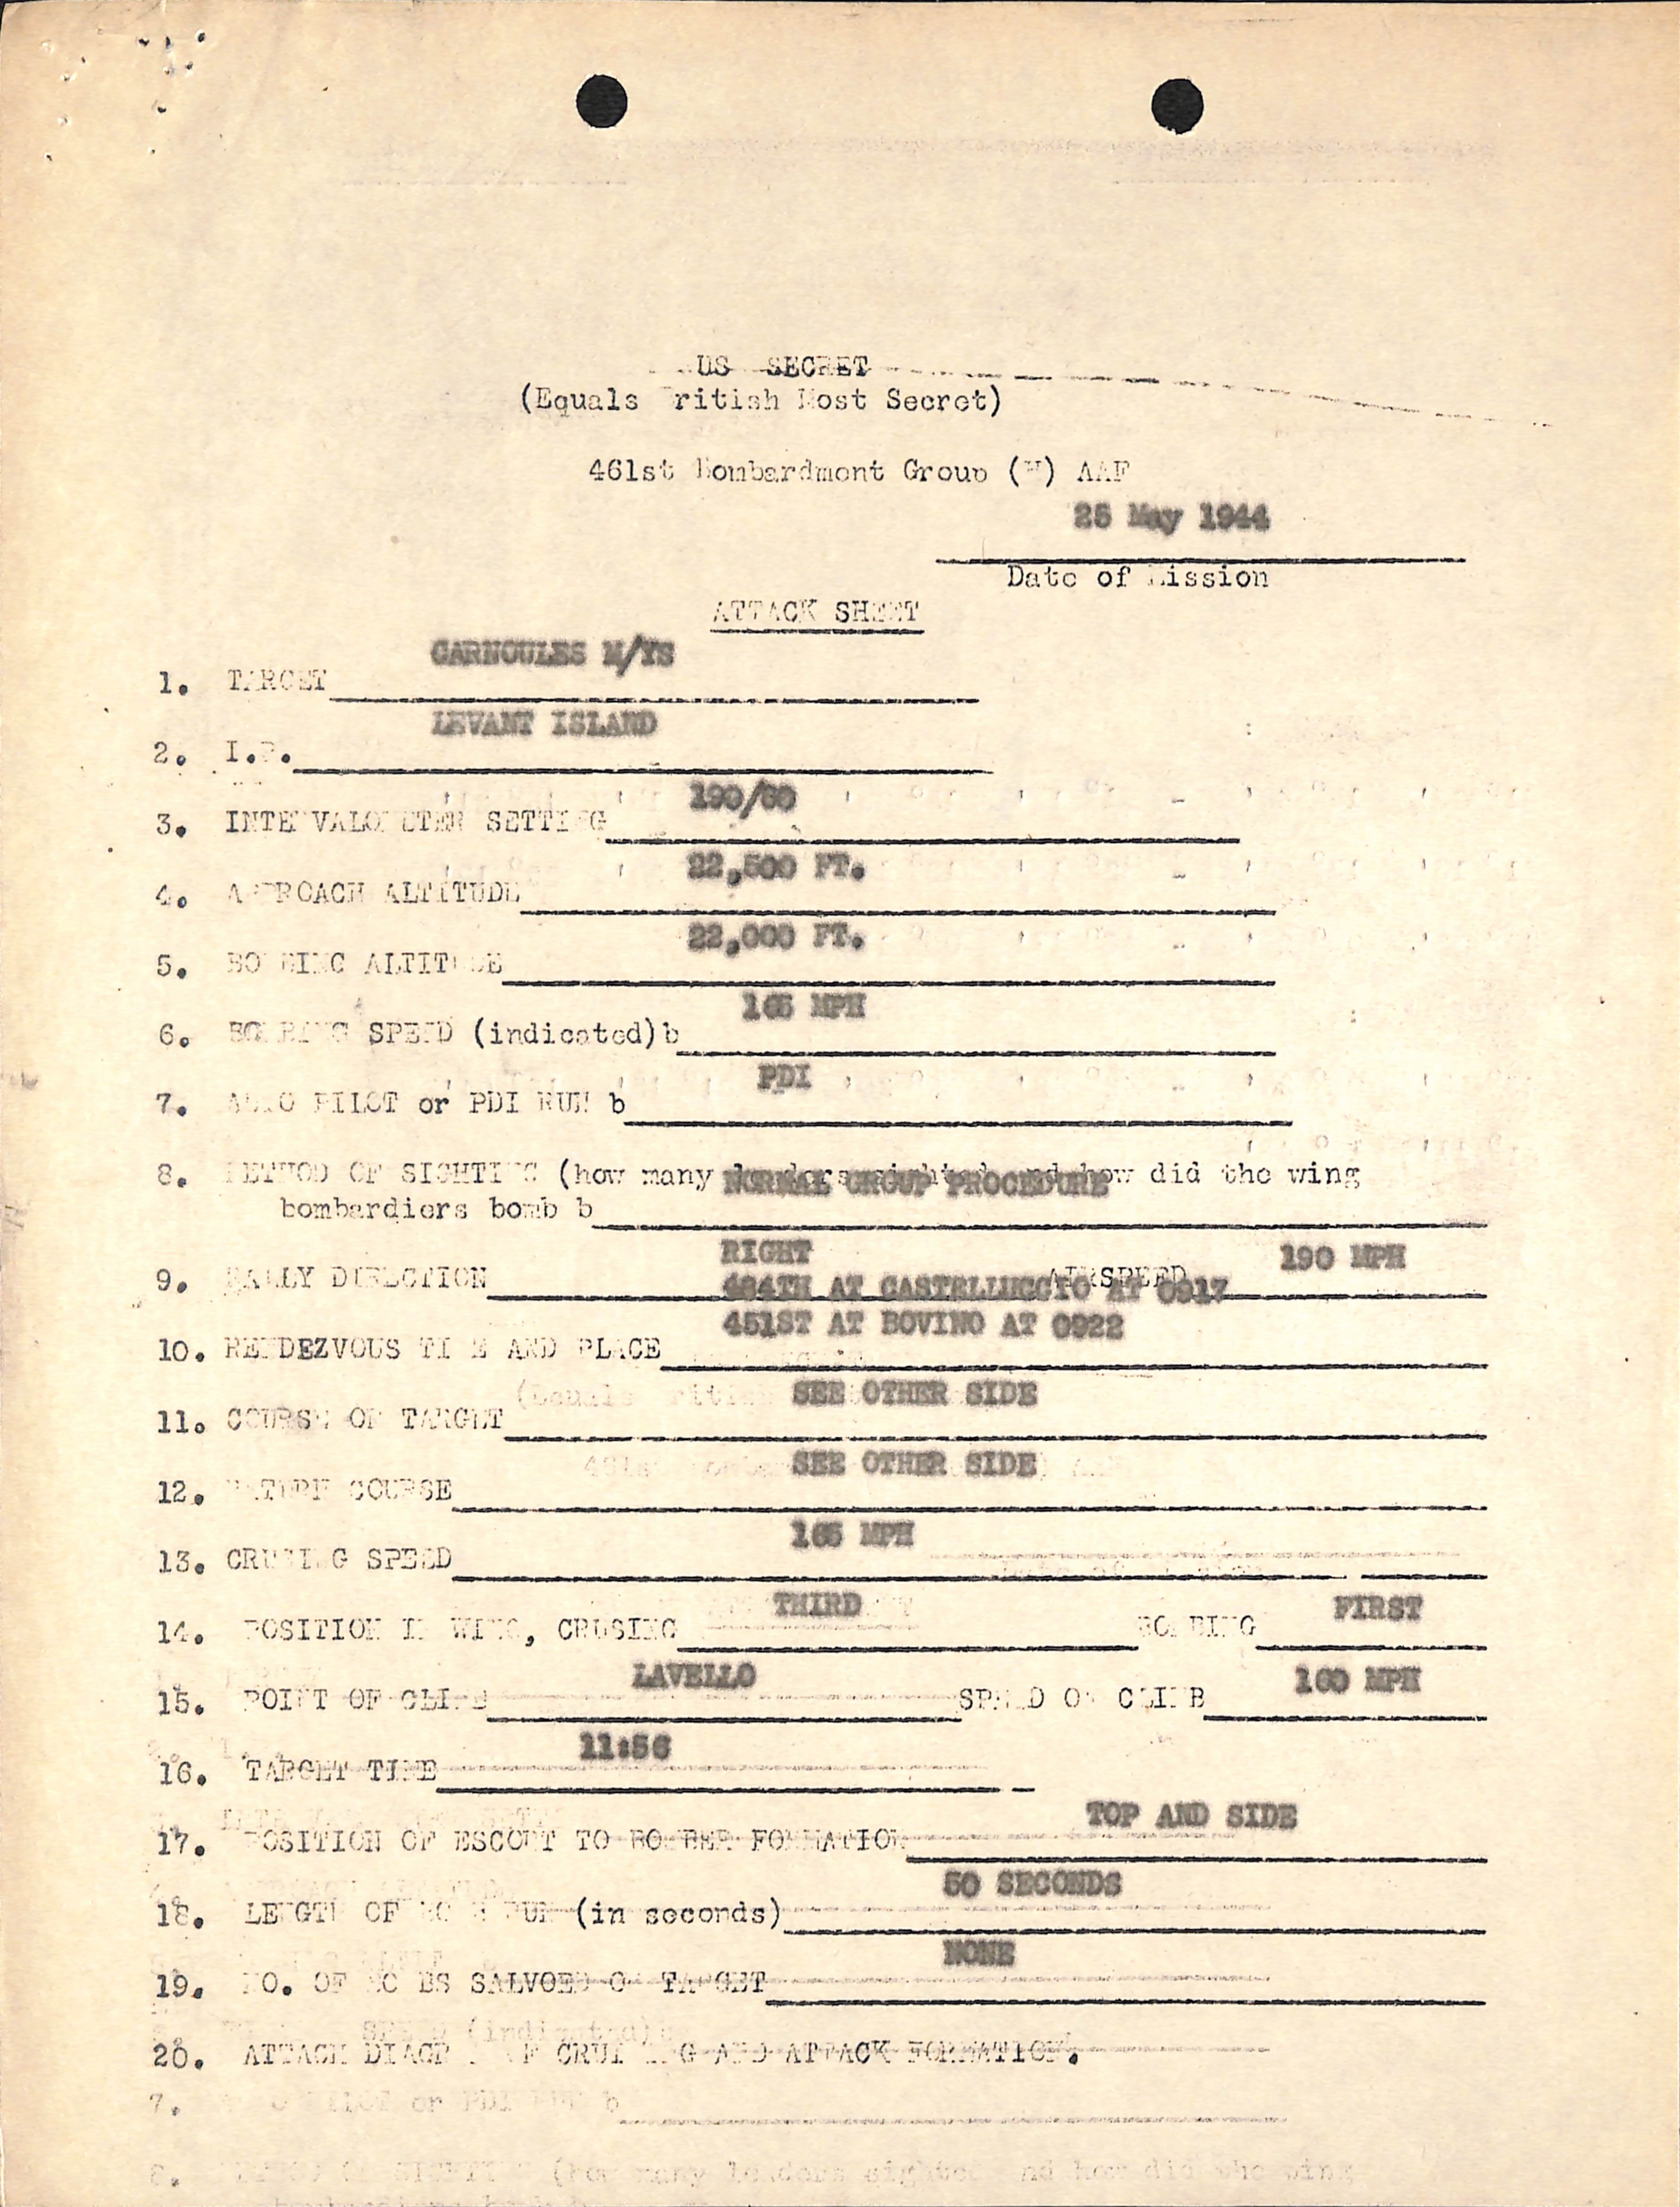 US SECRET
(Equals British Most Secret)
461st Bombardment Group (H) AAF
25 May 1944
Date of Mission
ATTACK SHEET
1. TARGET CARNOULES M/YS
2. I.P. LEVANT ISLAND
3. INTERVALOMETER SETTING 190/60
4. APPROACH ALTITUDE 22,500 FT.
5. BOMBING ALTITUDE 22,000 FT.
6. BOMBING SPEED (indicated)b 165 MPH
7. AUTO PILOT or PDI RUN b PDI
8. METHOD OF SIGHTING (how many leaders sighted and how did the wing
NORMAL GROUP PROCEDURE
bombardiers bomb b
RIGHT
9. RALLY DIRECTION AIRSPEED 190 MPH
484TH AT CASTELLUCCIO AT 0917
451ST AT BOVINO AT 0922
10. RENDEZVOUS TIME AND PLACE
11. COURSE OF TARGET SEE OTHER SIDE
12. RETURN COURSE SEE OTHER SIDE
13. CRUSING SPEED 165 MPH
14. POSITION IN WING, CRUSING THIRD BOMBING FIRST
15. POINT OF CLIMB LAVELLO SPEED OF CLIMB 160 MPH
16. TARGET TIME 11:56
17. POSITION OF ESCORT TO BOMBER FORMATION TOP AND SIDE
18. LENGTH OF BOMB RUN (in seconds) 50 SECONDS
19. NO. OF BOMBS SALVOED ON TARGET NONE
20. ATTACH DIAGRAM OF CRUISING AND ATTACK FORMATION.